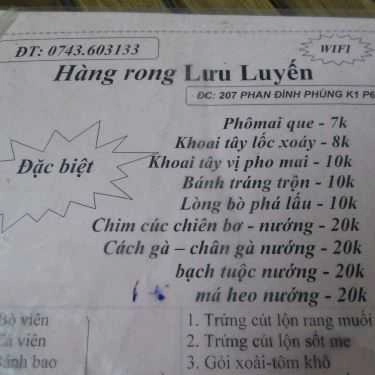 ĐT: 0743.603133
WIFI
Hàng rong Lưu Luyến
ĐC: 207 PHAN ĐÌNH PHÙNG K1 P6
Phômai que - 7k
Khoai tây lốc xoáy - 8k
Khoai tây vị pho mai - 10k
Đặc biệt
Bánh tráng trộn - 10k
Lòng bò phá lấu - 10k
Chim cúc chiên bơ - nướng - 20k
Cách gà – chân gà nướng - 20k
bạch tuộc nướng - 20k
má heo nướng - 20k
Bò viên
1. Trứng cút lộn rang muối
Cá viên
2. Trứng cút lộn sốt me
Bánh bao
3. Gỏi xoài-tôm khô